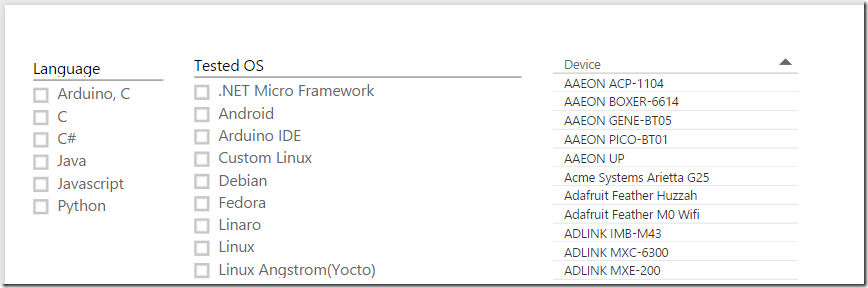 Language
Arduino, C
C
C#
Java
Javascript
Python
Tested OS
.NET Micro Framework
Android
Arduino IDE
Custom Linux
Debian
Fedora
Linaro
Linux
Linux Angstrom(Yocto)
Device
AAEON ACP-1104
AAEON BOXER-6614
AAEON GENE-BT05
AAEON PICO-BT01
AAEON UP
Acme Systems Arietta G25
Adafruit Feather Huzzah
Adafruit Feather M0 Wifi
ADLINK IMB-M43
ADLINK MXC-6300
ADLINK MXE-200